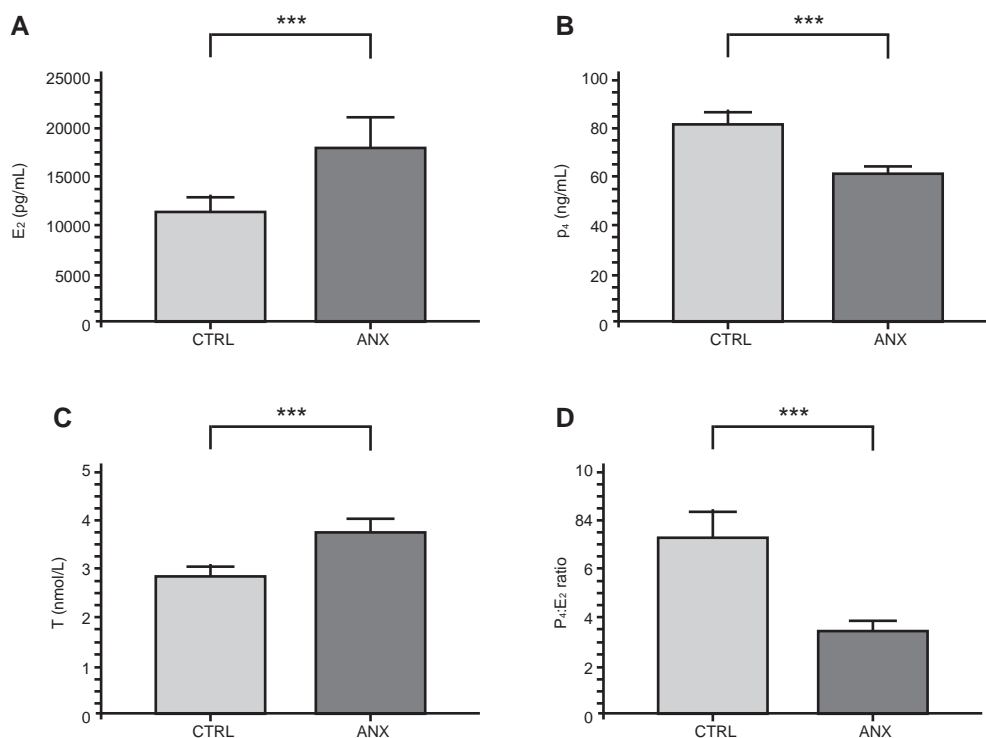 A
***
E₂ (pg/mL)
25000
20000
15000
10000
5000
0
CTRL
ANX
B
***
p₄ (ng/mL)
100
80
60
40
20
0
CTRL
ANX
C
***
T (nmol/L)
5
4
3
2
1
0
CTRL
ANX
D
***
P₄:E₂ ratio
10
84
6
4
2
0
CTRL
ANX